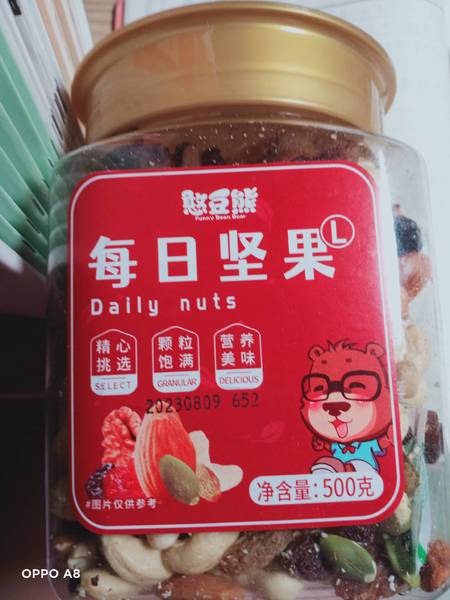 憨豆熊
Funny Bean Bear
每日坚果
L
Daily nuts
精心
挑选
SELECT
颗粒
饱满
GRANULAR
营养
美味
DELICIOUS
20230809 652
#图片仅供参考
净含量:500克
OPPO A8